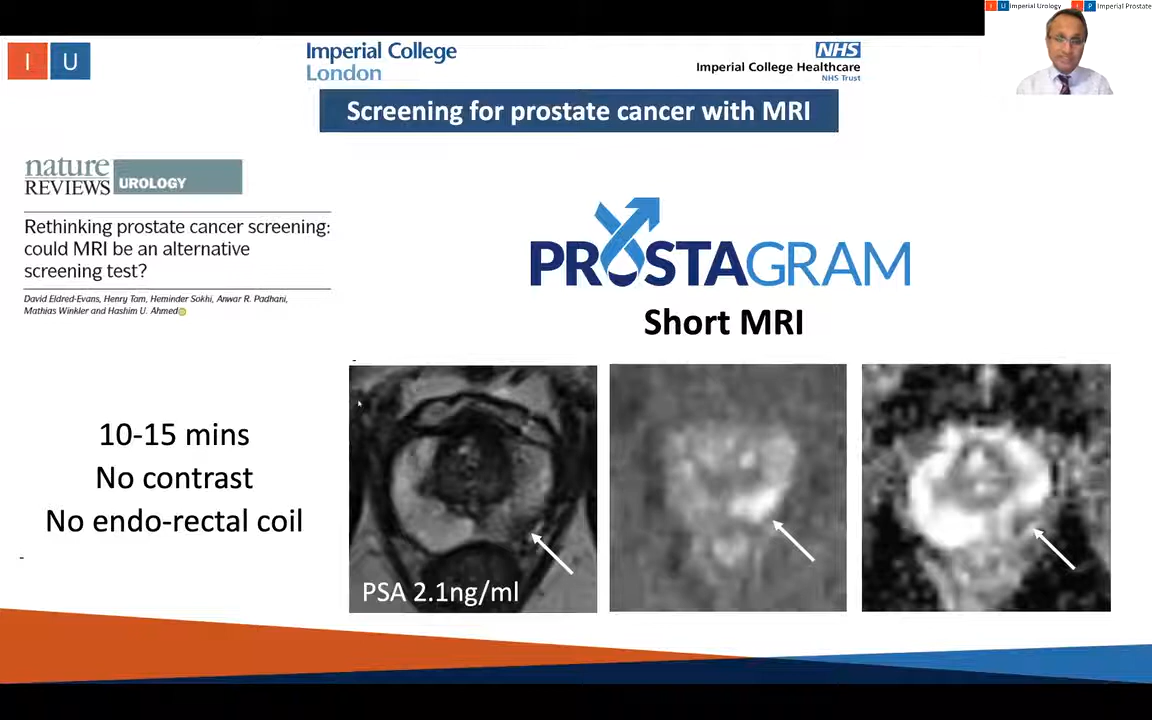 I U Imperial Urology
I P Imperial Prostate
I U
Imperial College
London
NHS
Imperial College Healthcare
NHS Trust
Screening for prostate cancer with MRI
nature
REVIEWS UROLOGY
Rethinking prostate cancer screening:
could MRI be an alternative
screening test?
David Eldred-Evans, Henry Tam, Heminder Sokhi, Anwar R. Padhani,
Mathias Winkler and Hashim U. Ahmed
PROSTAGRAM
Short MRI
10-15 mins
No contrast
No endo-rectal coil
PSA 2.1ng/ml